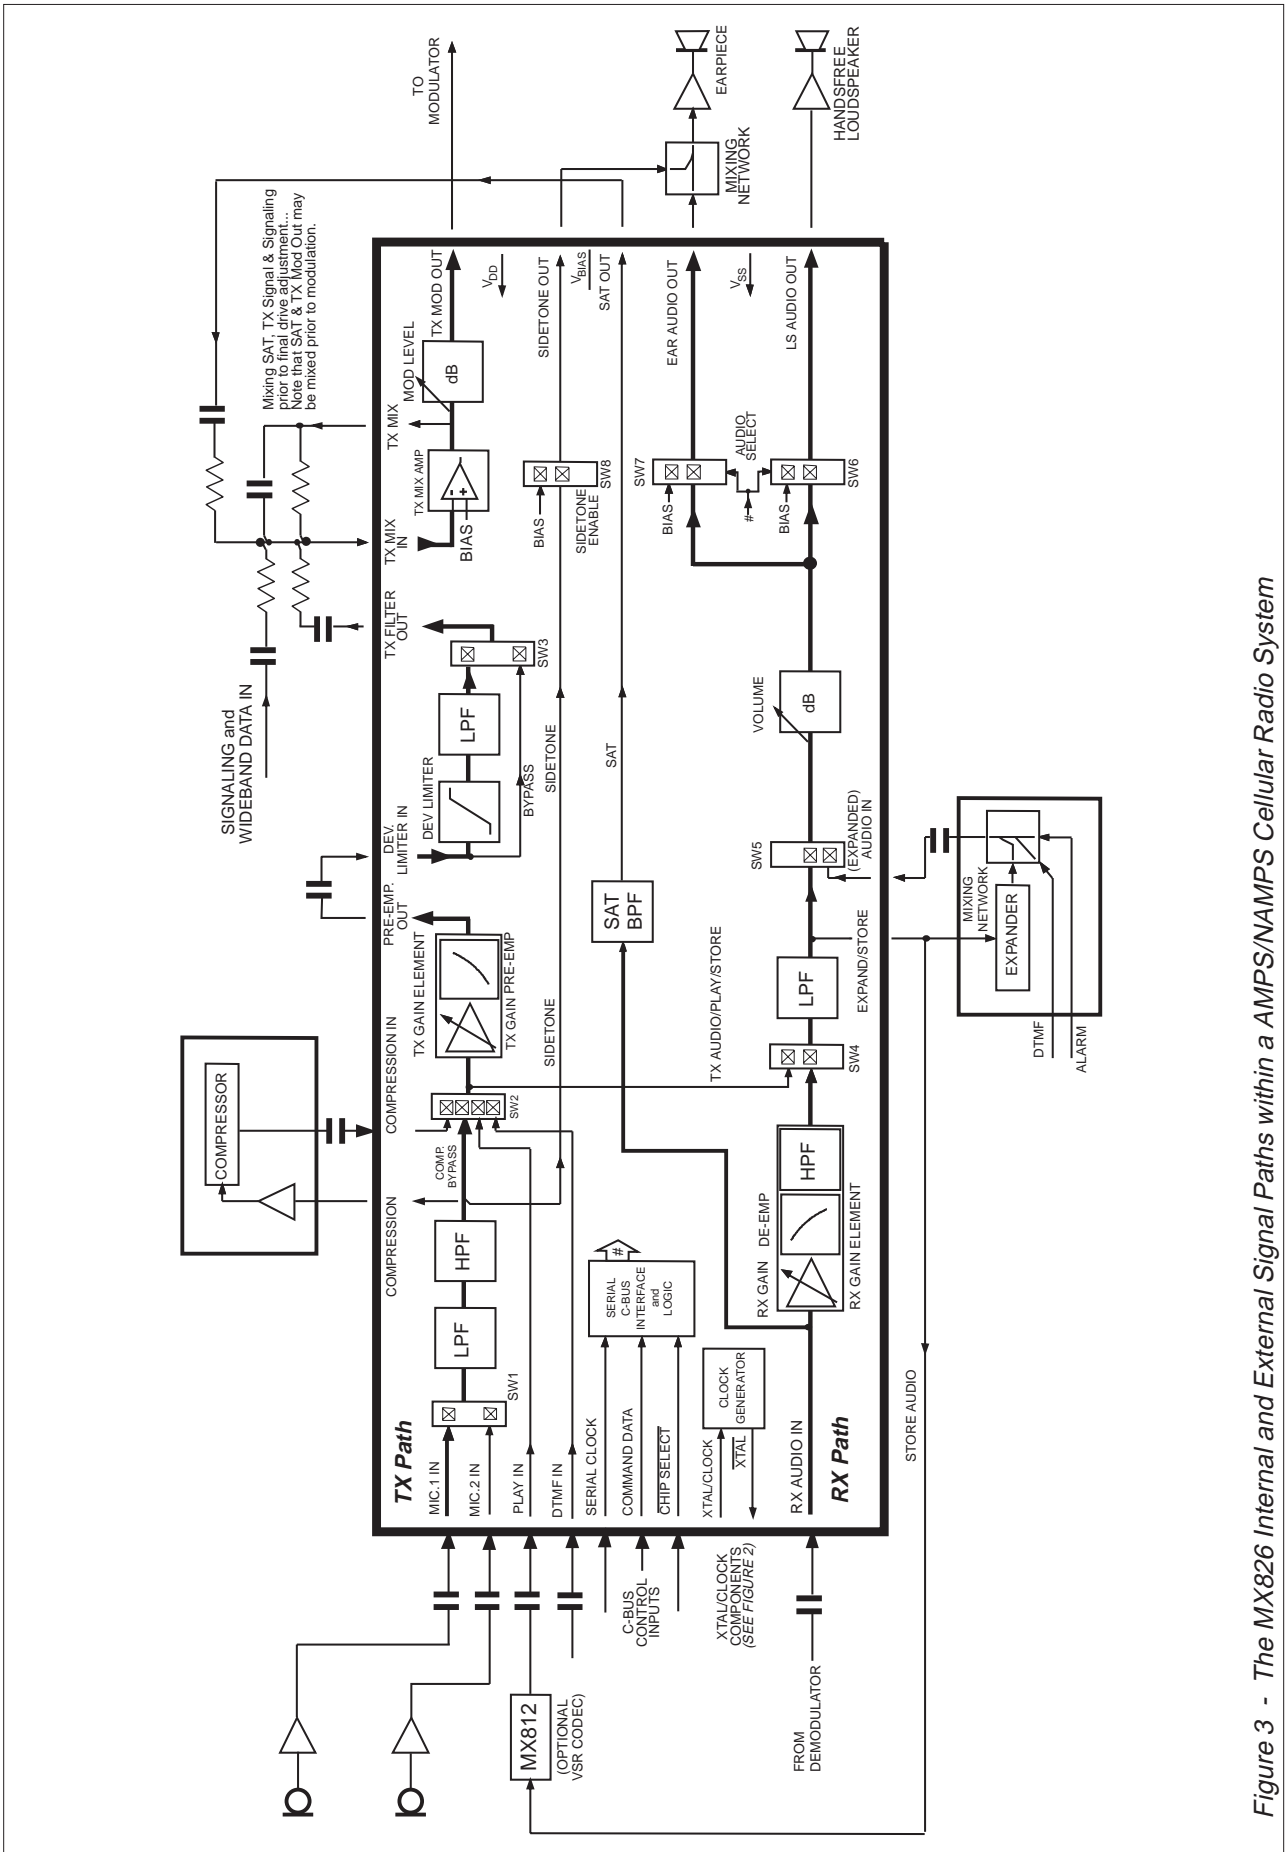 TO
MODULATOR
EARPIECE
HANDSFREE
LOUDSPEAKER
MIXING
NETWORK
Mixing SAT, TX Signal & Signaling
prior to final drive adjustment...
Note that SAT & TX Mod Out may
be mixed prior to modulation.
SIGNALING and
WIDEBAND DATA IN
COMPRESSOR
TX Path
MIC.1 IN
MIC.2 IN
PLAY IN
DTMF IN
SW1
LPF
HPF
COMPRESSION
COMPRESSION IN
COMP.
BYPASS
SW2
TX GAIN ELEMENT
TX GAIN PRE-EMP
PRE-EMP.
OUT
DEV.
LIMITER IN
DEV LIMITER
LPF
BYPASS
SW3
TX FILTER
OUT
TX MIX
IN
BIAS
TX MIX AMP
-
+
TX MIX
MOD LEVEL
dB
TX MOD OUT
VDD
SIDETONE
SIDETONE
BIAS
SIDETONE
ENABLE
SW8
SIDETONE OUT
VBIAS
SAT
BPF
SAT
SAT OUT
SERIAL CLOCK
COMMAND DATA
CHIP SELECT
SERIAL
C-BUS
INTERFACE
and
LOGIC
#
XTAL/CLOCK
XTAL
CLOCK
GENERATOR
RX AUDIO IN
RX Path
RX GAIN
DE-EMP
HPF
RX GAIN ELEMENT
TX AUDIO/PLAY/STORE
SW4
LPF
EXPAND/STORE
SW5
(EXPANDED)
AUDIO IN
VOLUME
dB
BIAS
SW7
#
AUDIO
SELECT
BIAS
SW6
EAR AUDIO OUT
VSS
LS AUDIO OUT
MIXING
NETWORK
EXPANDER
DTMF
ALARM
STORE AUDIO
MX812
(OPTIONAL
VSR CODEC)
C-BUS
CONTROL
INPUTS
XTAL/CLOCK
COMPONENTS
(SEE FIGURE 2)
FROM
DEMODULATOR
Figure 3 - The MX826 Internal and External Signal Paths within a AMPS/NAMPS Cellular Radio System